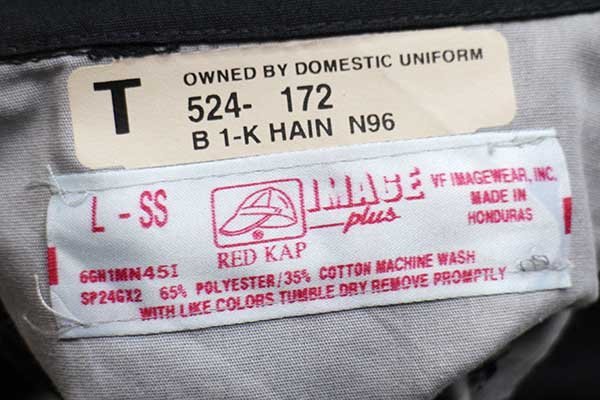 T
OWNED BY DOMESTIC UNIFORM
524- 172
B 1-K HAIN N96
L - SS
IMAGE plus
RED KAP
VF IMAGEWEAR, INC.
MADE IN
HONDURAS
6GH1MN45I
SP24GX2 65% POLYESTER/35% COTTON MACHINE WASH
WITH LIKE COLORS TUMBLE DRY REMOVE PROMPTLY